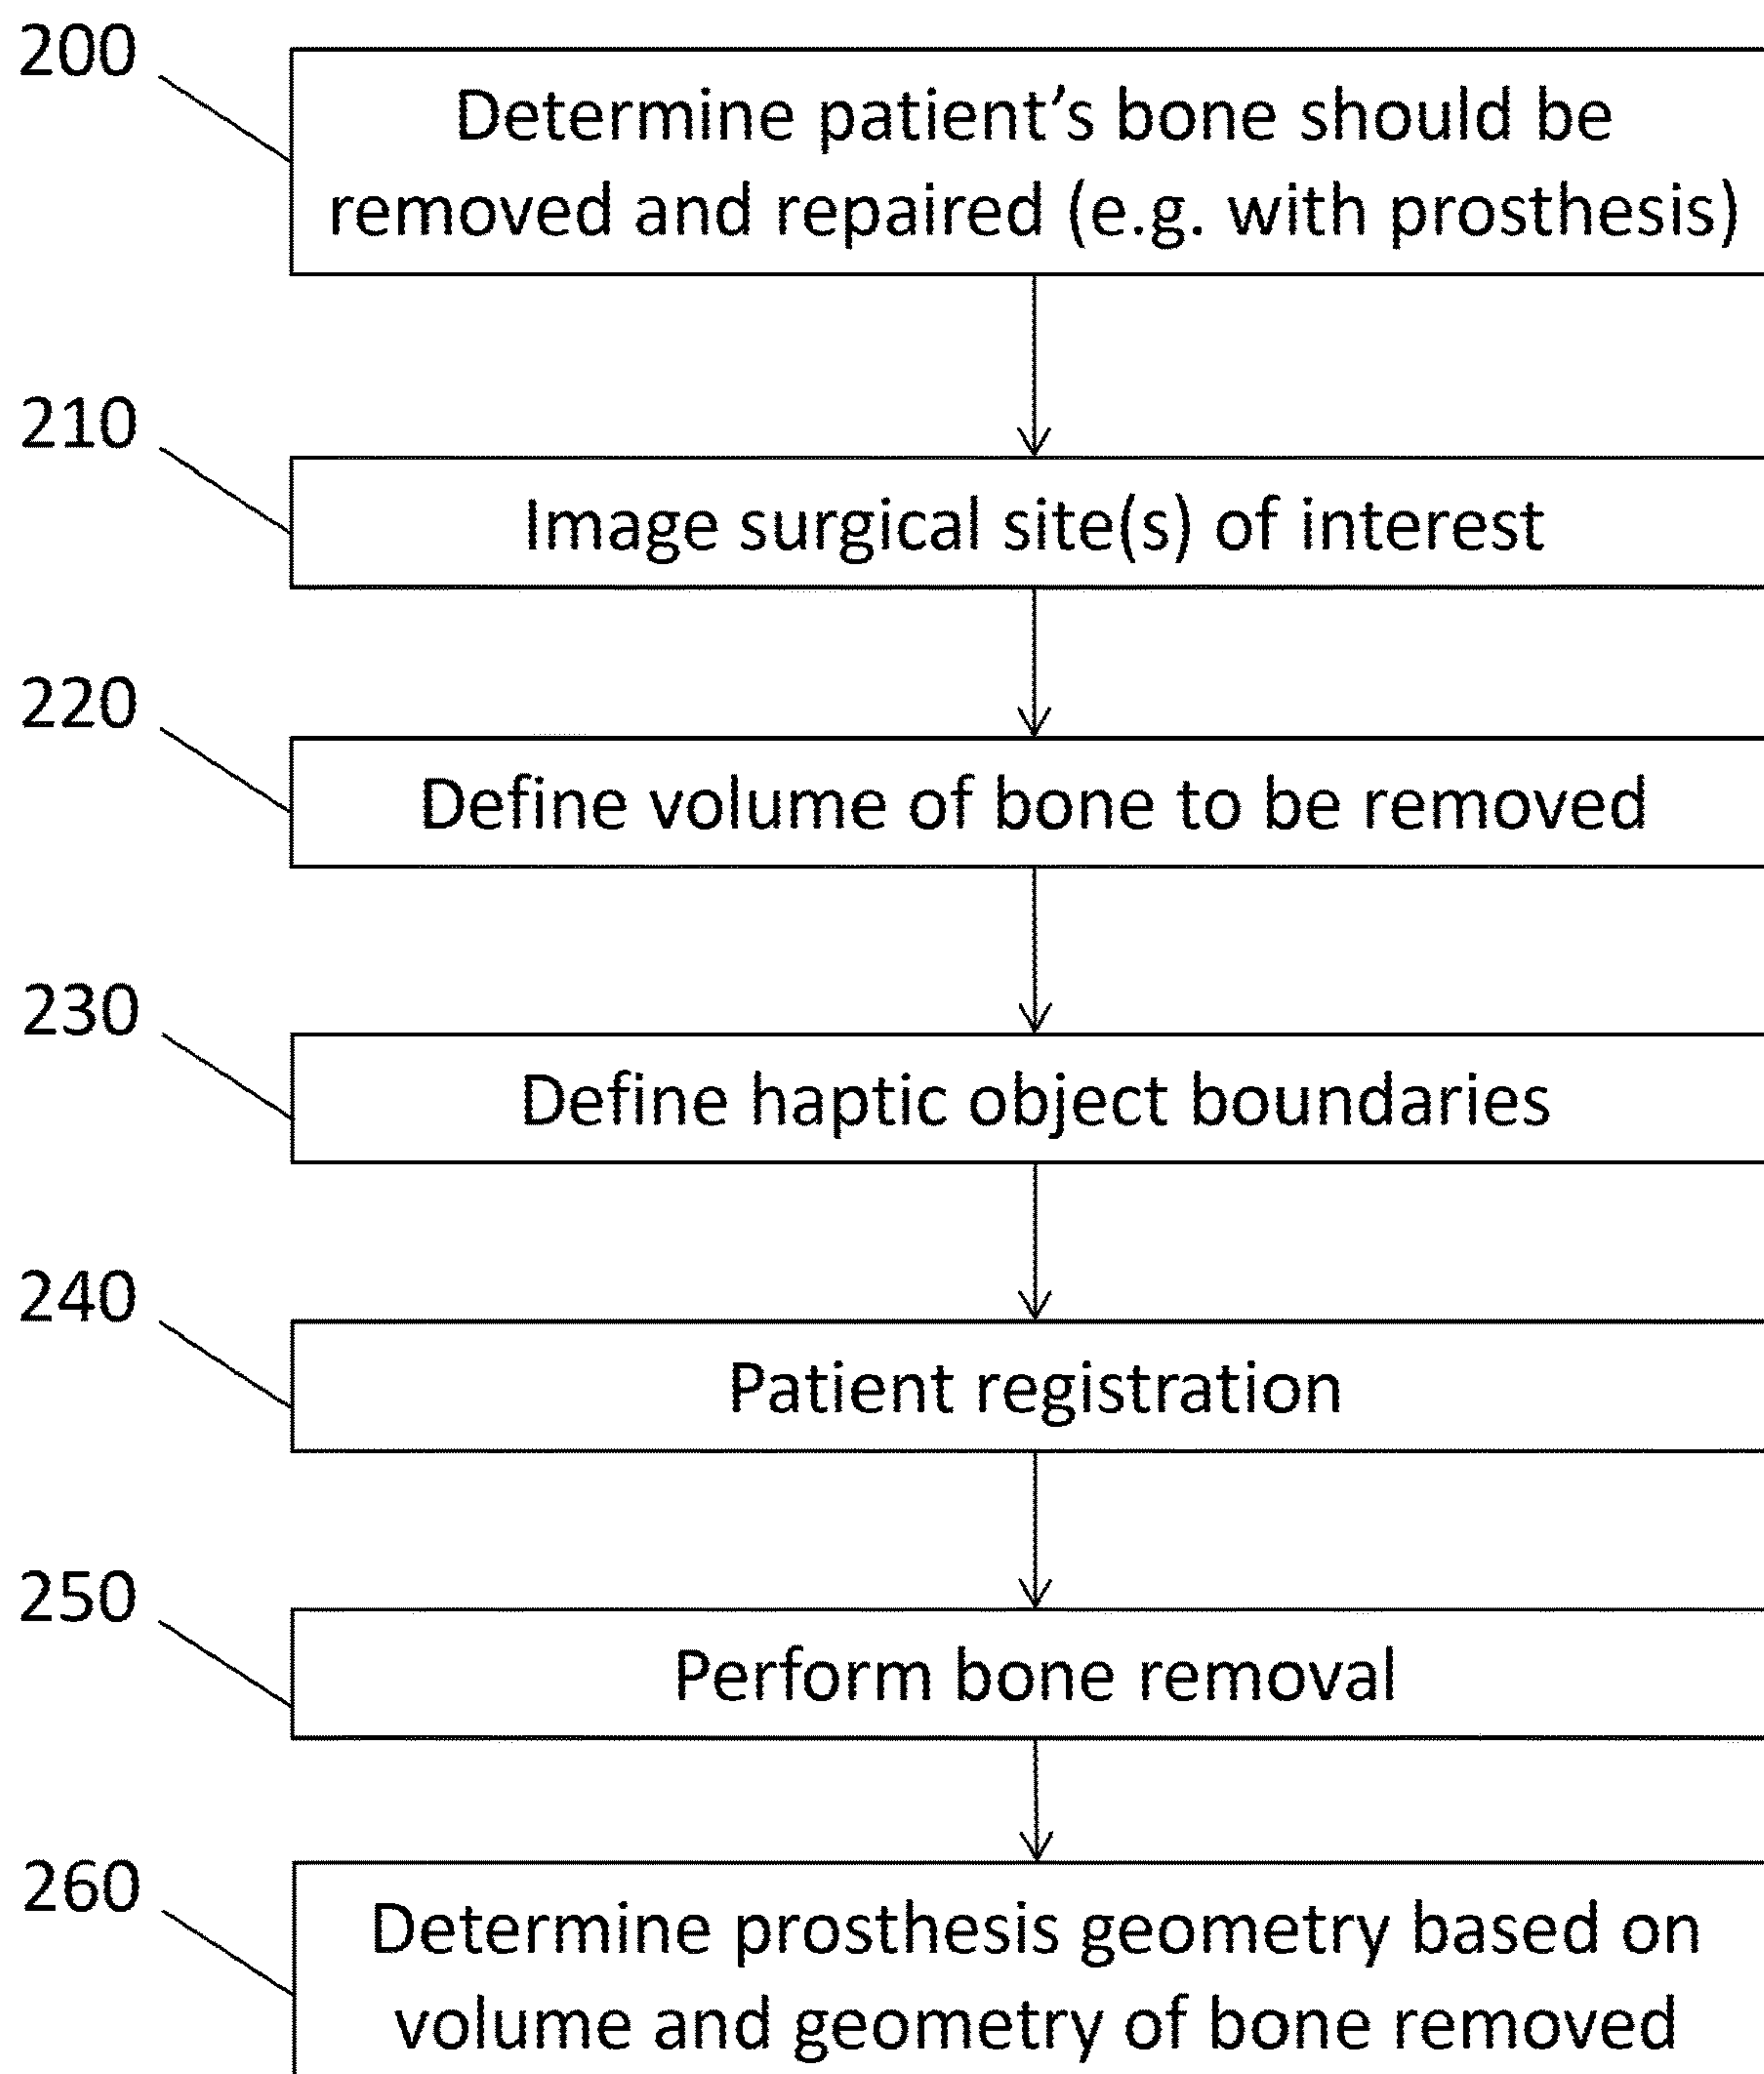 200
Determine patient’s bone should be
removed and repaired (e.g. with prosthesis)
210
Image surgical site(s) of interest
220
Define volume of bone to be removed
230
Define haptic object boundaries
240
Patient registration
250
Perform bone removal
260
Determine prosthesis geometry based on
volume and geometry of bone removed